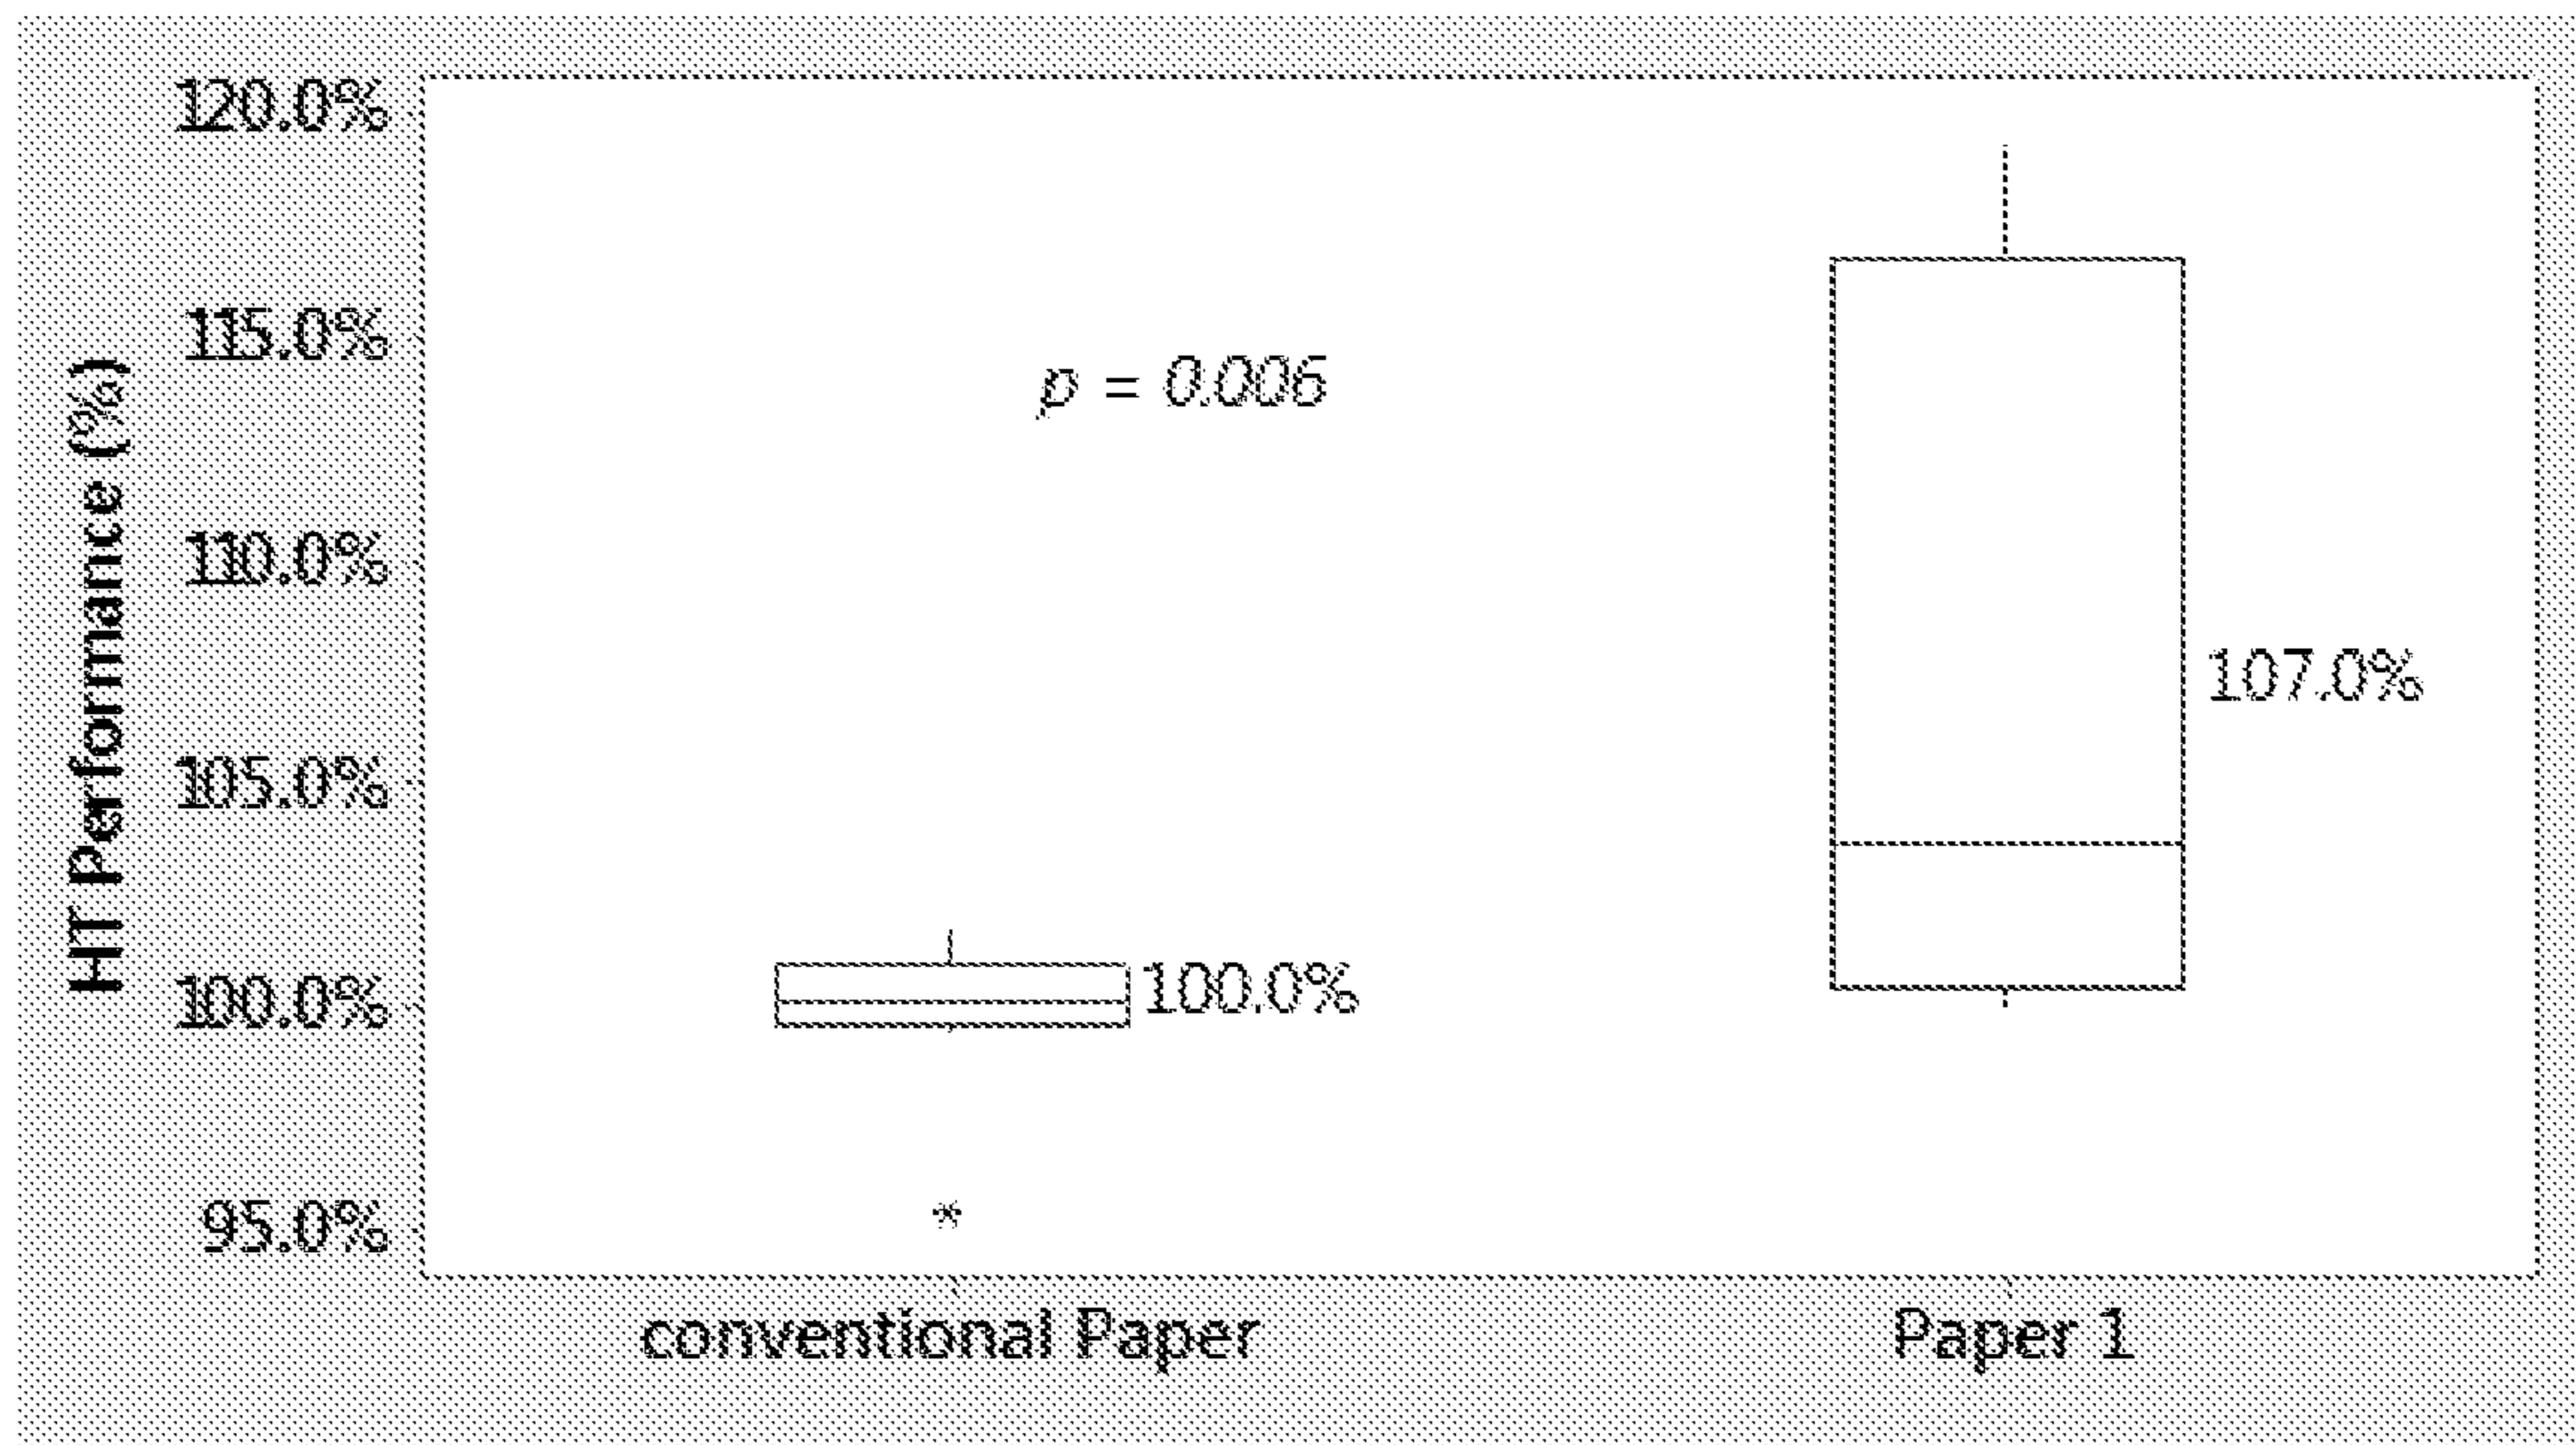 HT Performance (%)
120.0%
115.0%
110.0%
105.0%
100.0%
95.0%
p = 0.006
107.0%
100.0%
*
conventional Paper
Paper 1